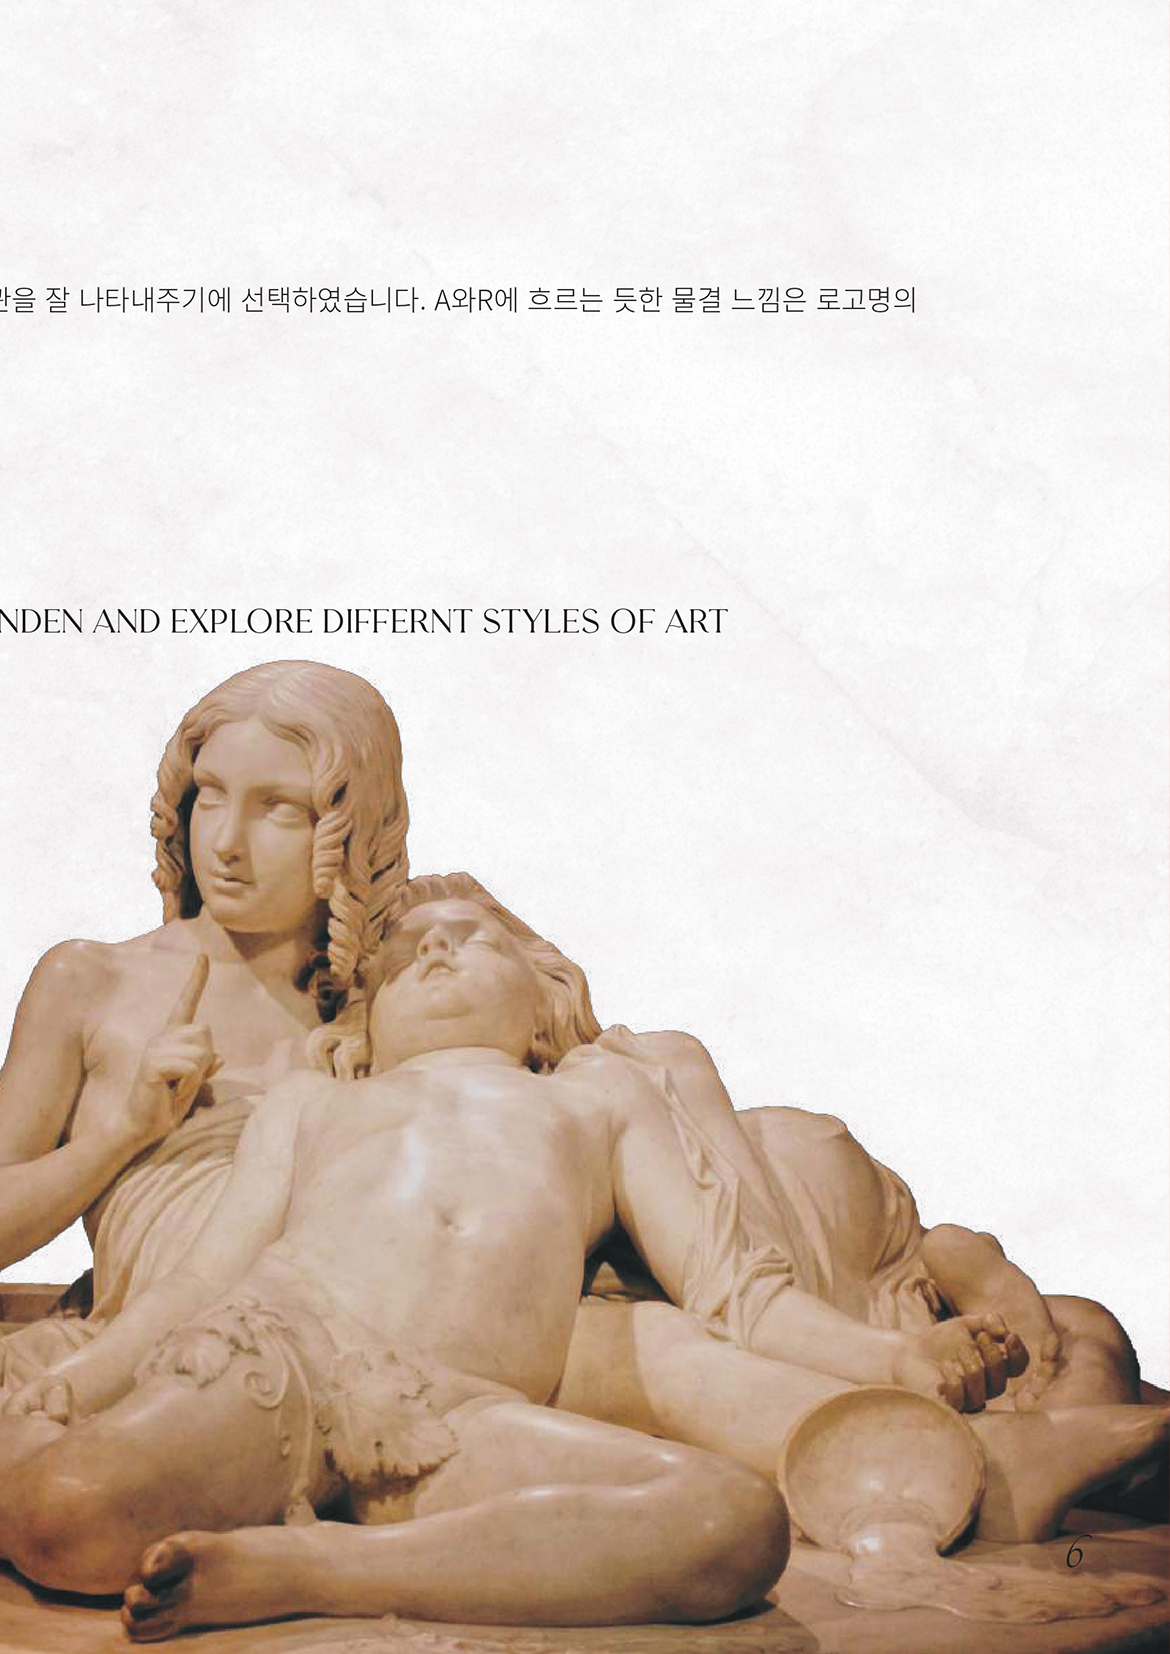 관을 잘 나타내주기에 선택하였습니다. A와R에 흐르는 듯한 물결 느낌은 로고명의
NDEN AND EXPLORE DIFFERNT STYLES OF ART
6